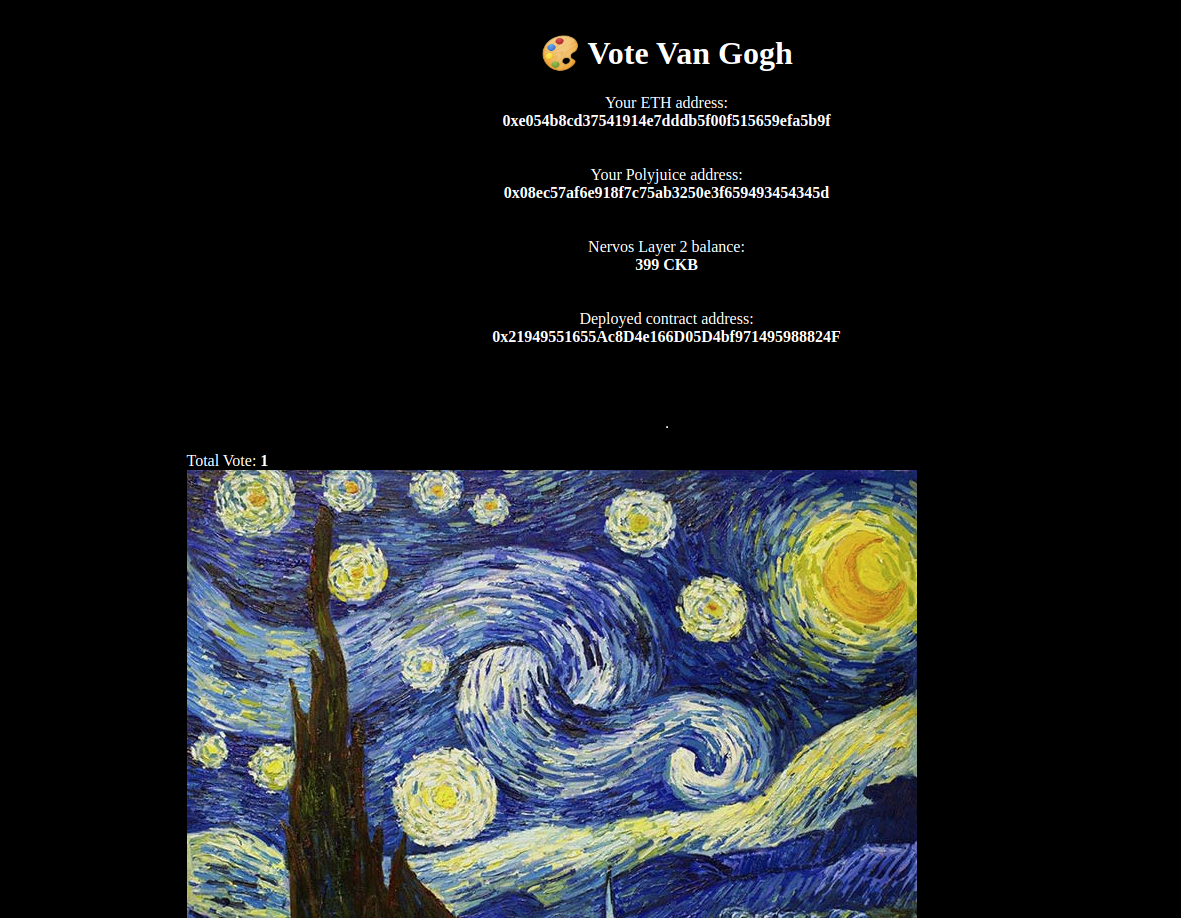 🎨 Vote Van Gogh
Your ETH address:
0xe054b8cd37541914e7dddb5f00f515659efa5b9f
Your Polyjuice address:
0x08ec57af6e918f7c75ab3250e3f659493454345d
Nervos Layer 2 balance:
399 CKB
Deployed contract address:
0x21949551655Ac8D4e166D05D4bf971495988824F
.
Total Vote: 1